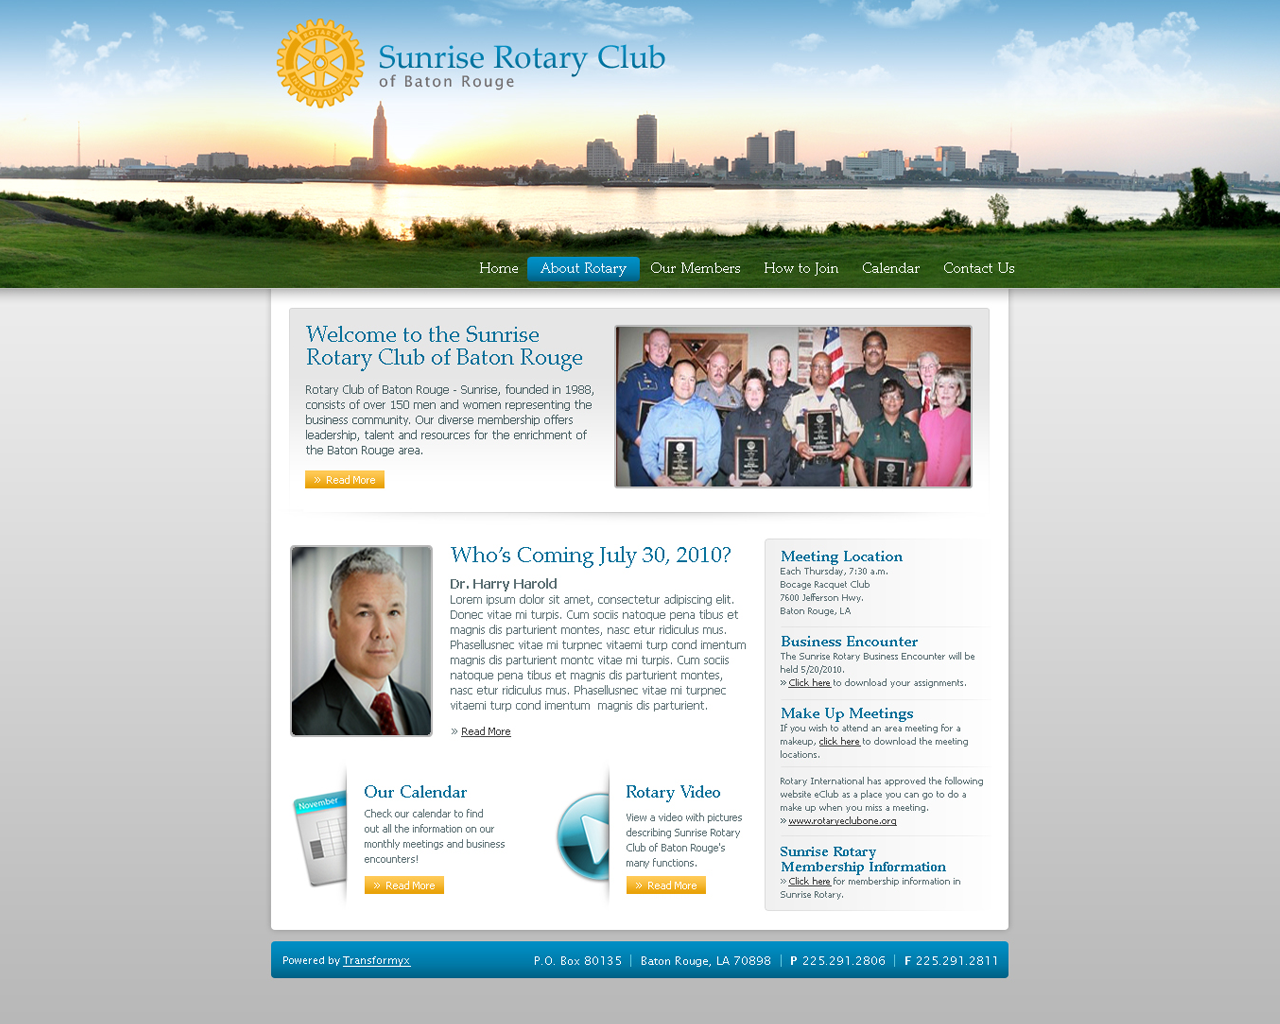 ROTARY
INTERNATIONAL
Sunrise Rotary Club
of Baton Rouge
Home About Rotary Our Members How to Join Calendar Contact Us
Welcome to the Sunrise
Rotary Club of Baton Rouge
Rotary Club of Baton Rouge - Sunrise, founded in 1988,
consists of over 150 men and women representing the
business community. Our diverse membership offers
leadership, talent and resources for the enrichment of
the Baton Rouge area.
» Read More
Who's Coming July 30, 2010?
Dr. Harry Harold
Lorem ipsum dolor sit amet, consectetur adipiscing elit.
Donec vitae mi turpis. Cum sociis natoque pena tibus et
magnis dis parturient montes, nasc etur ridiculus mus.
Phasellusnec vitae mi turpnec vitaemi turp cond imentum
magnis dis parturient montc vitae mi turpis. Cum sociis
natoque pena tibus et magnis dis parturient montes,
nasc etur ridiculus mus. Phasellusnec vitae mi turpnec
vitaemi turp cond imentum  magnis dis parturient.
» Read More
November
Our Calendar
Check our calendar to find
out all the information on our
monthly meetings and business
encounters!
» Read More
Rotary Video
View a video with pictures
describing Sunrise Rotary
Club of Baton Rouge's
many functions.
» Read More
Meeting Location
Each Thursday, 7:30 a.m.
Bocage Racquet Club
7600 Jefferson Hwy.
Baton Rouge, LA
Business Encounter
The Sunrise Rotary Business Encounter will be
held 5/20/2010.
» Click here to download your assignments.
Make Up Meetings
If you wish to attend an area meeting for a
makeup, click here to download the meeting
locations.
Rotary International has approved the following
website eClub as a place you can go to do a
make up when you miss a meeting.
» www.rotaryeclubone.org
Sunrise Rotary
Membership Information
» Click here for membership information in
Sunrise Rotary.
Powered by Transformyx
P.O. Box 80135 | Baton Rouge, LA 70898 | P 225.291.2806 | F 225.291.2811